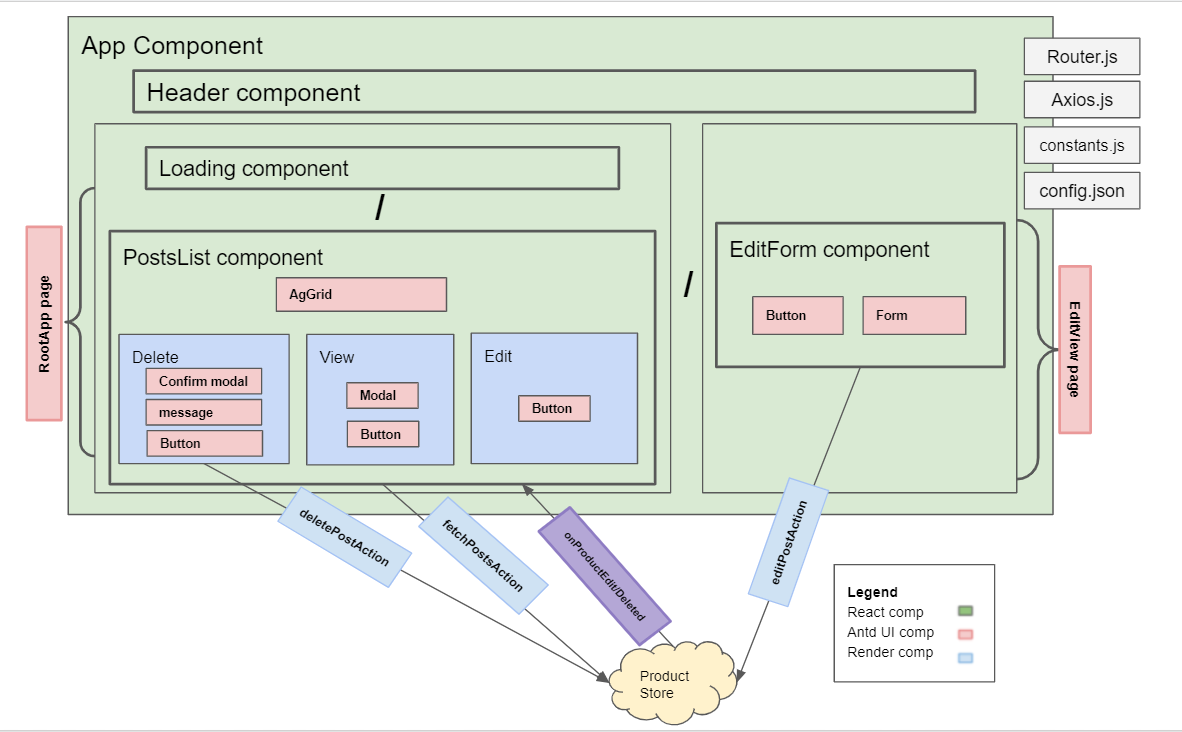 App Component
Router.js
Header component
Axios.js
constants.js
Loading component
config.json
/
PostsList component
EditForm component
AgGrid
/
Button
Form
RootApp page
EditView page
Delete
View
Edit
Confirm modal
message
Button
Modal
Button
Button
deletePostAction
fetchPostsAction
onProductEdit/Deleted
editPostAction
Legend
React comp
Antd UI comp
Render comp
Product
Store